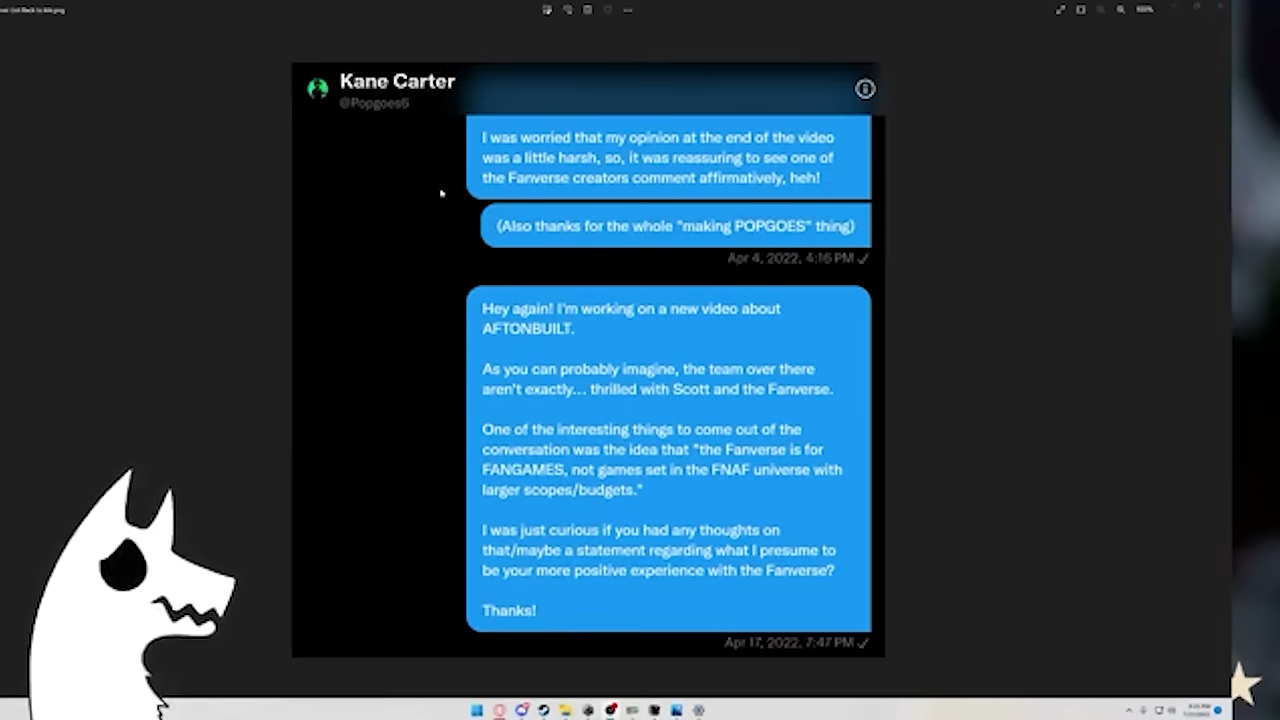 Kane Carter
@Popgoes6
I was worried that my opinion at the end of the video
was a little harsh, so, it was reassuring to see one of
the Fanverse creators comment affirmatively, heh!
(Also thanks for the whole "making POPGOES" thing)
Apr 4, 2022, 4:16 PM
Hey again! I'm working on a new video about
AFTONBUILT.
As you can probably imagine, the team over there
aren't exactly... thrilled with Scott and the Fanverse.
One of the interesting things to come out of the
conversation was the idea that "the Fanverse is for
FANGAMES, not games set in the FNAF universe with
larger scopes/budgets."
I was just curious if you had any thoughts on
that/maybe a statement regarding what I presume to
be your more positive experience with the Fanverse?
Thanks!
Apr 17, 2022, 7:47 PM